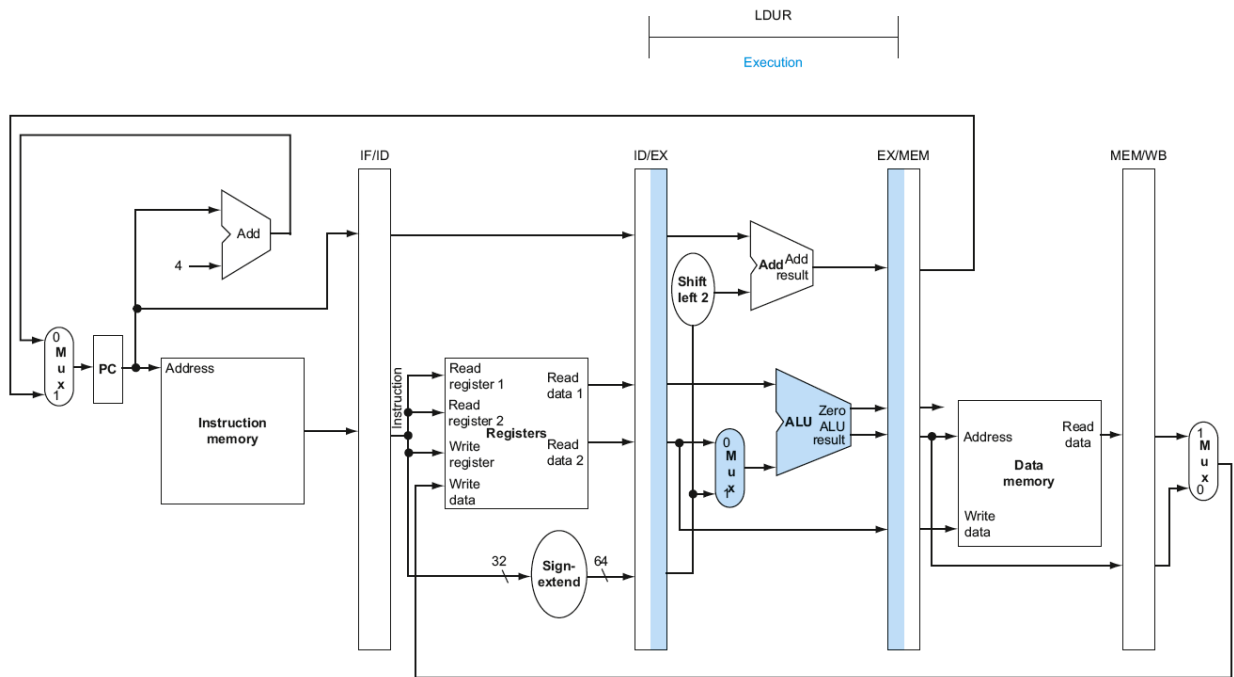 LDUR
Execution
IF/ID
ID/EX
EX/MEM
MEM/WB
Add
4
Add Add
result
Shift
left 2
0
M
u
x
1
PC
Address
Instruction
memory
Instruction
Read
register 1
Read
register 2
Write
register
Write
data
Registers
Read
data 1
Read
data 2
0
M
u
x
1
ALU
Zero
ALU
result
Address
Write
data
Data
memory
Read
data
1
M
u
x
0
32
Sign-
extend
64